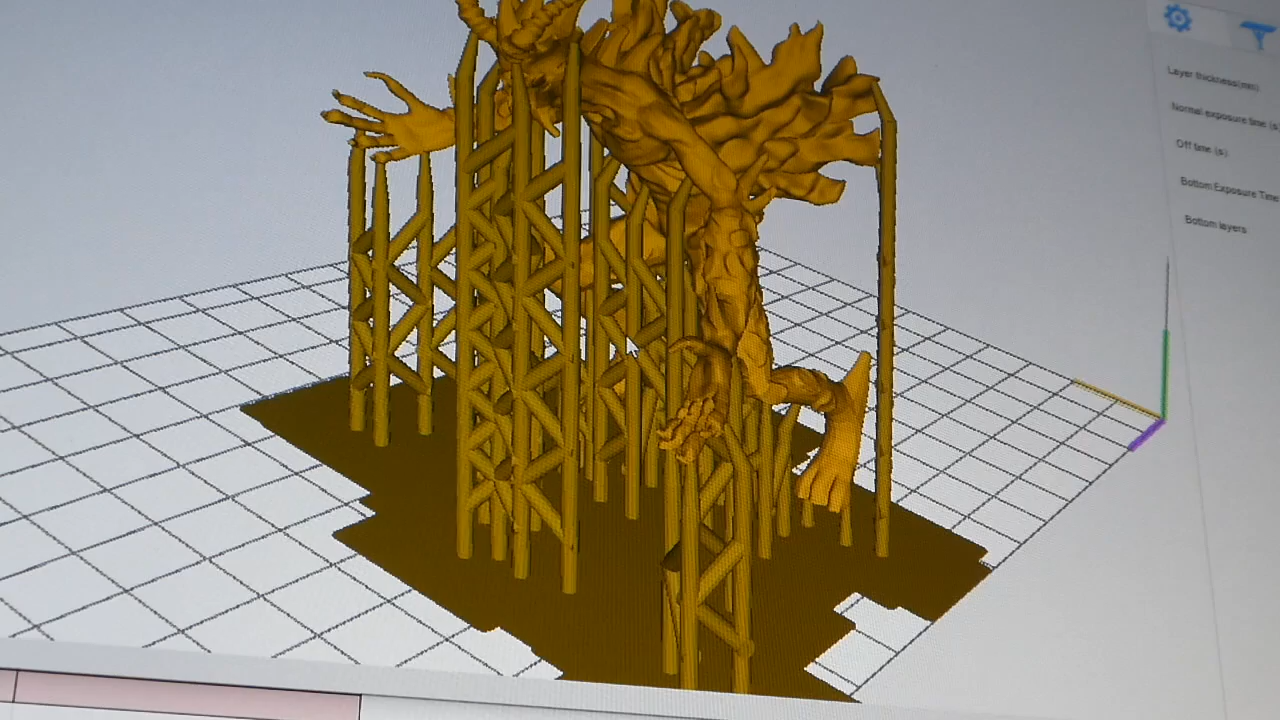 Layer thickness(mm)
Normal exposure time (s
Off time (s)
Bottom Exposure Time
Bottom layers